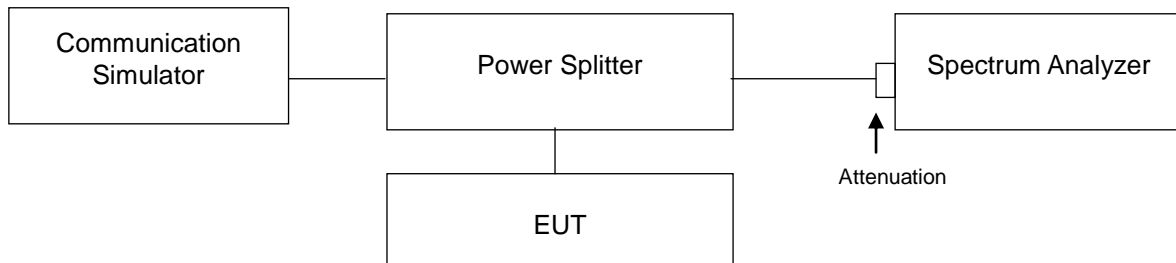 Communication
Simulator
Power Splitter
Spectrum Analyzer
Attenuation
EUT